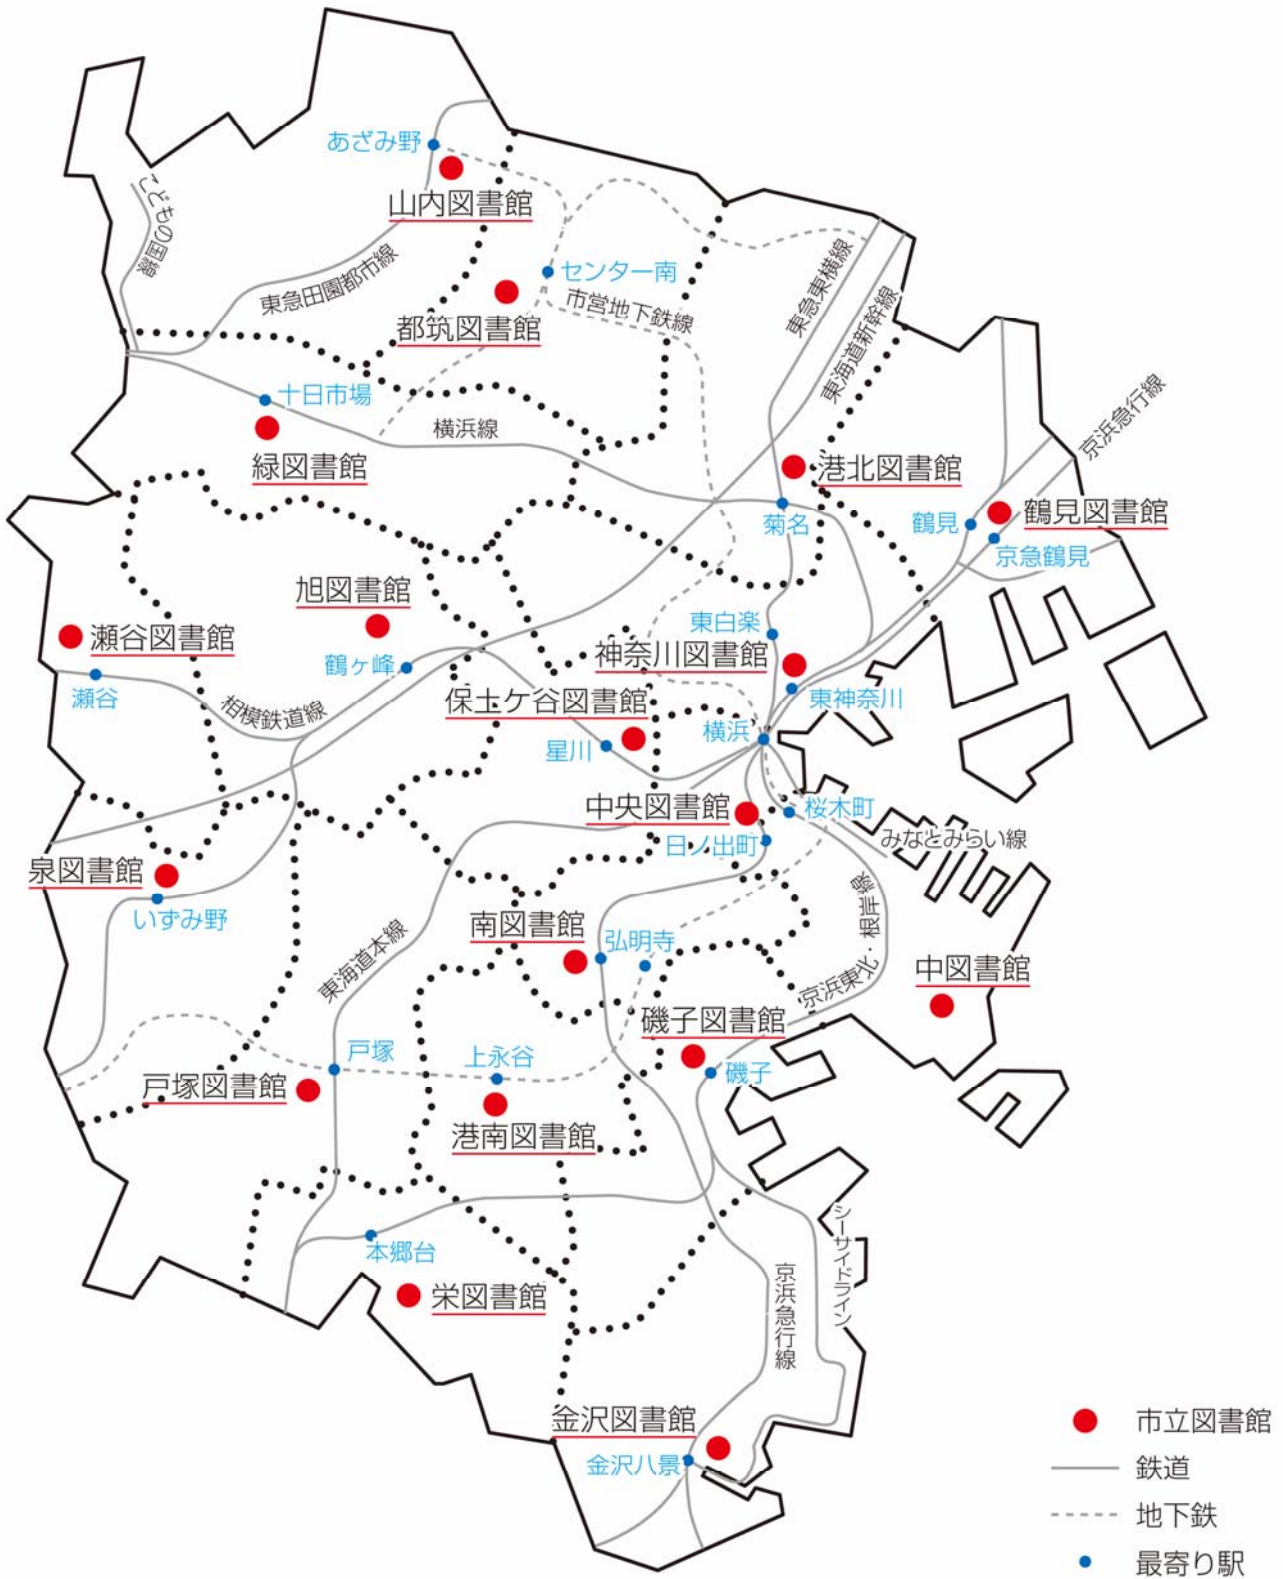 あざみ野
山内図書館
こどもの国線
東急田園都市線
センター南
都筑図書館
市営地下鉄線
東急東横線
東海道新幹線
十日市場
横浜線
緑図書館
港北図書館
菊名
京浜急行線
鶴見
鶴見図書館
京急鶴見
旭図書館
瀬谷図書館
瀬谷
鶴ヶ峰
相模鉄道線
東白楽
神奈川図書館
東神奈川
保土ケ谷図書館
星川
横浜
中央図書館
桜木町
日ノ出町
みなとみらい線
泉図書館
いずみ野
東海道本線
南図書館
弘明寺
京浜東北・根岸線
中図書館
磯子図書館
磯子
戸塚
戸塚図書館
上永谷
港南図書館
本郷台
栄図書館
シーサイドライン
京浜急行線
金沢図書館
金沢八景
市立図書館
鉄道
地下鉄
最寄り駅